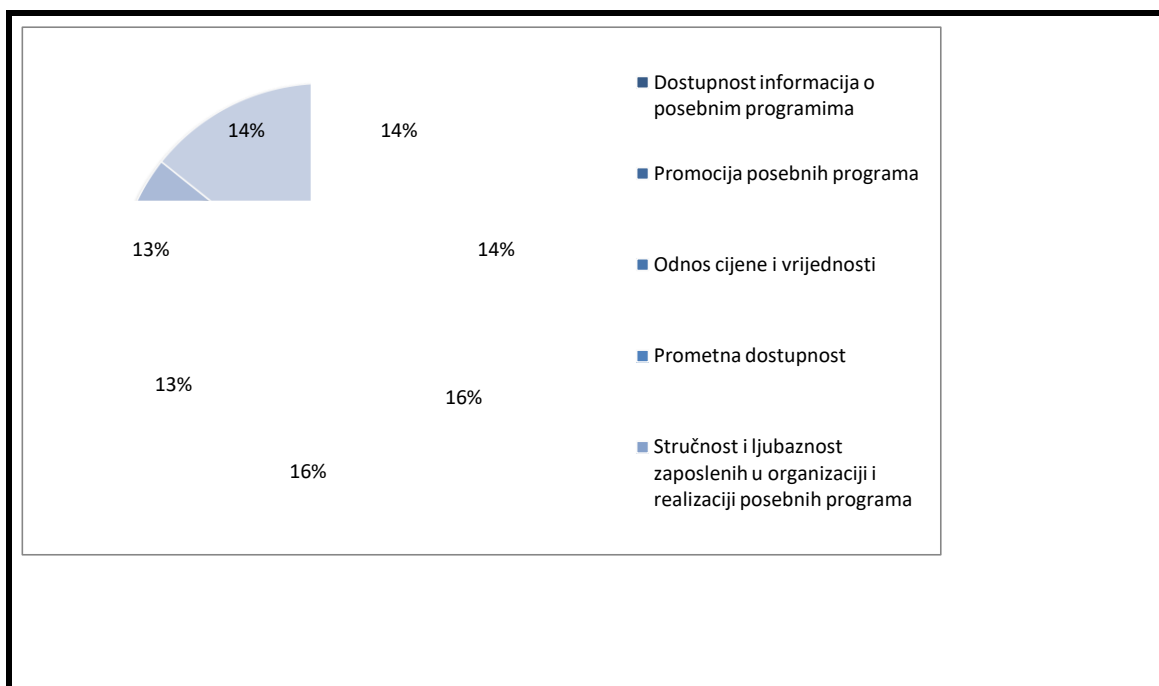 14%
14%
13%
14%
13%
16%
16%
Dostupnost informacija o
posebnim programima
Promocija posebnih programa
Odnos cijene i vrijednosti
Prometna dostupnost
Stručnost i ljubaznost
zaposlenih u organizaciji i
realizaciji posebnih programa